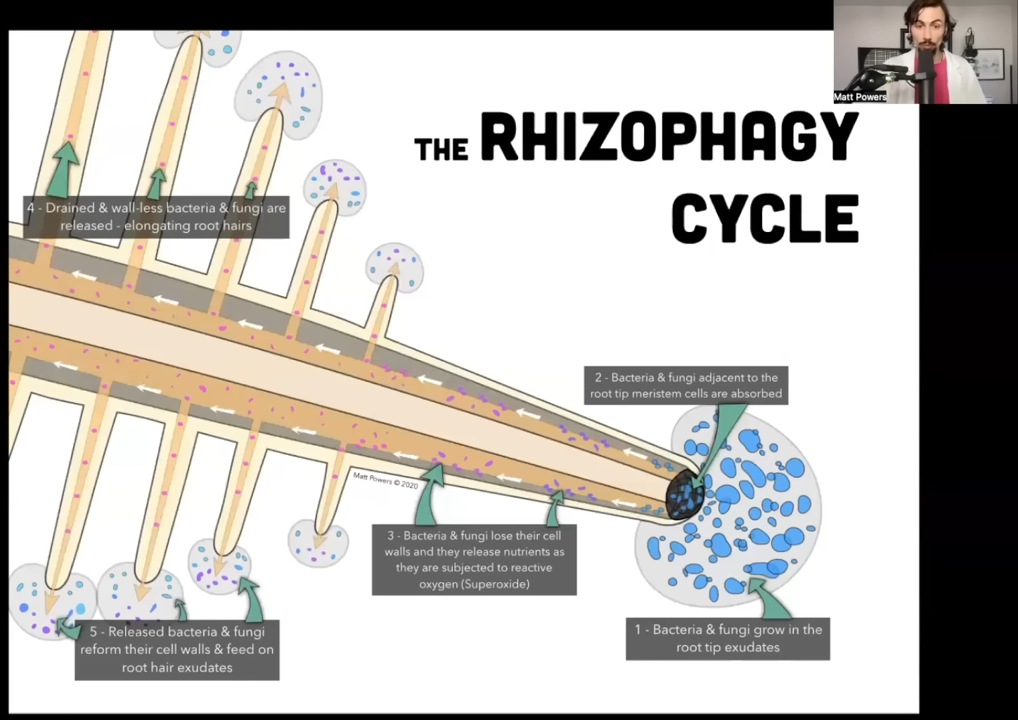 Matt Powers
THE RHIZOPHAGY
CYCLE
4 - Drained & wall-less bacteria & fungi are
released - elongating root hairs
2 - Bacteria & fungi adjacent to the
root tip meristem cells are absorbed
Matt Powers © 2020
3 - Bacteria & fungi lose their cell
walls and they release nutrients as
they are subjected to reactive
oxygen (Superoxide)
1 - Bacteria & fungi grow in the
root tip exudates
5 - Released bacteria & fungi
reform their cell walls & feed on
root hair exudates